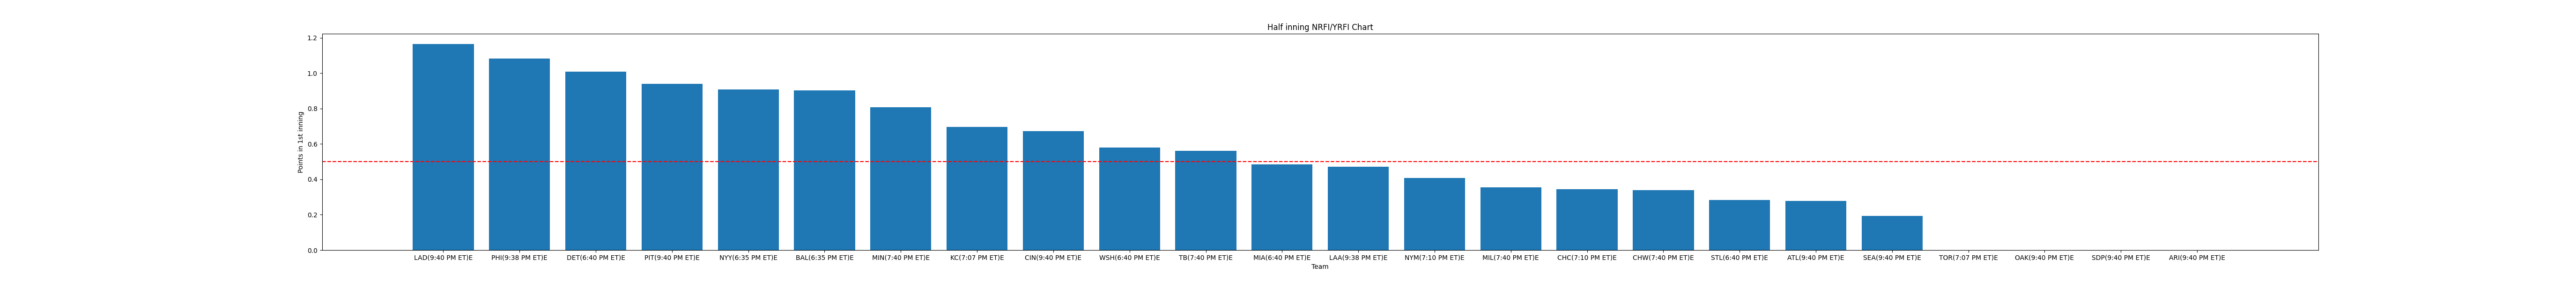 Half inning NRFI/YRFI Chart
1.2
1.0
0.8
0.6
0.4
0.2
0.0
Points in 1st inning
LAD(9:40 PM ET)E PHI(9:38 PM ET)E DET(6:40 PM ET)E PIT(9:40 PM ET)E NYY(6:35 PM ET)E BAL(6:35 PM ET)E MIN(7:40 PM ET)E KC(7:07 PM ET)E CIN(9:40 PM ET)E WSH(6:40 PM ET)E TB(7:40 PM ET)E MIA(6:40 PM ET)E LAA(9:38 PM ET)E NYM(7:10 PM ET)E MIL(7:40 PM ET)E CHC(7:10 PM ET)E CHW(7:40 PM ET)E STL(6:40 PM ET)E ATL(9:40 PM ET)E SEA(9:40 PM ET)E TOR(7:07 PM ET)E OAK(9:40 PM ET)E SDP(9:40 PM ET)E ARI(9:40 PM ET)E
Team